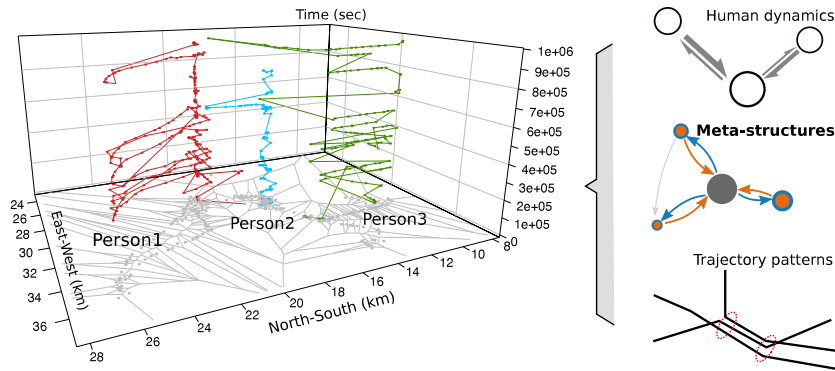 Time (sec)
1e+06
9e+05
8e+05
7e+05
6e+05
5e+05
4e+05
3e+05
2e+05
1e+05
0
24
26
28
30
32
34
36
East-West (km)
28
26
24
22
20
18
16
14
12
10
8
North-South (km)
Person1
Person2
Person3
Human dynamics
Meta-structures
Trajectory patterns